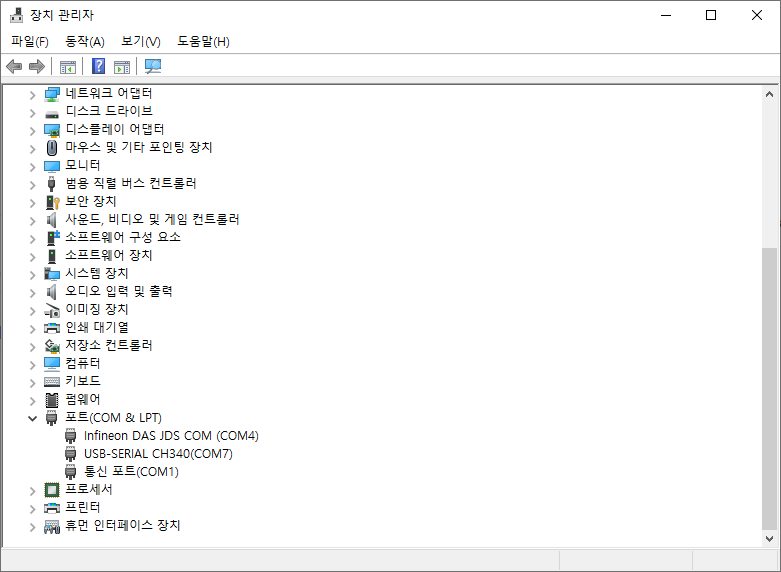 장치 관리자
파일(F) 동작(A) 보기(V) 도움말(H)
네트워크 어댑터
디스크 드라이브
디스플레이 어댑터
마우스 및 기타 포인팅 장치
모니터
범용 직렬 버스 컨트롤러
보안 장치
사운드, 비디오 및 게임 컨트롤러
소프트웨어 구성 요소
소프트웨어 장치
시스템 장치
오디오 입력 및 출력
이미징 장치
인쇄 대기열
저장소 컨트롤러
컴퓨터
키보드
펌웨어
포트(COM & LPT)
Infineon DAS JDS COM (COM4)
USB-SERIAL CH340(COM7)
통신 포트(COM1)
프로세서
프린터
휴먼 인터페이스 장치